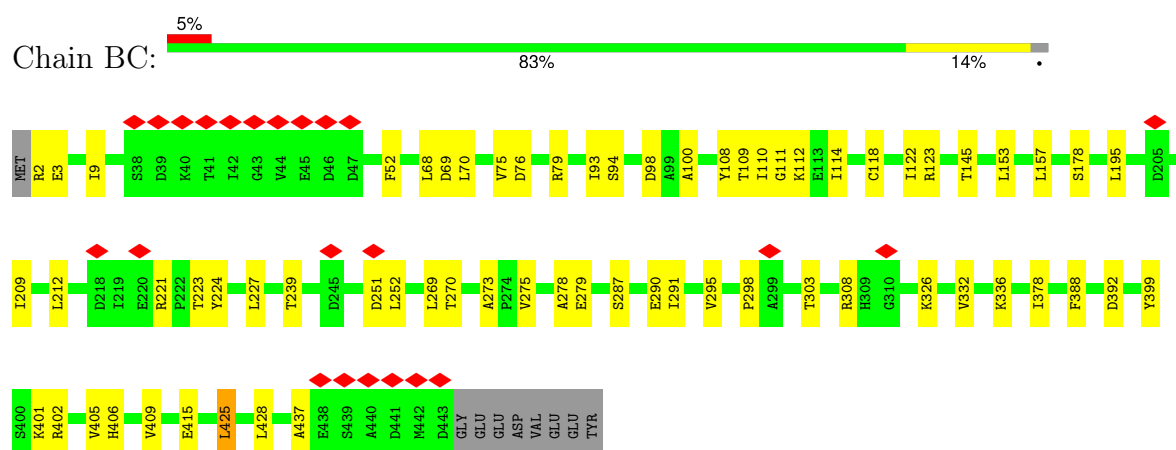 5%
Chain BC:
83% 14% •
MET R2 E3 I9 S38 D39 K40 T41 I42 G43 V44 E45 D46 D47 F52 L68 D69 L70 V75 D76 R79 I93 S94 D98 A99 A100 Y108 T109 I110 G111 K112 E113 I114 C118 I122 R123 T145 L153 L157 S178 L195 D205
I209 L212 D218 I219 E220 R221 P222 T223 Y224 L227 T239 D245 D251 L252 L269 T270 A273 P274 V275 A278 E279 S287 E290 I291 V295 P298 A299 T303 R308 H309 G310 K326 V332 K336 I378 F388 D392 Y399
S400 K401 R402 V405 H406 V409 E415 L425 L428 A437 E438 S439 A440 D441 M442 D443 GLY GLU GLU ASP VAL GLU GLU TYR